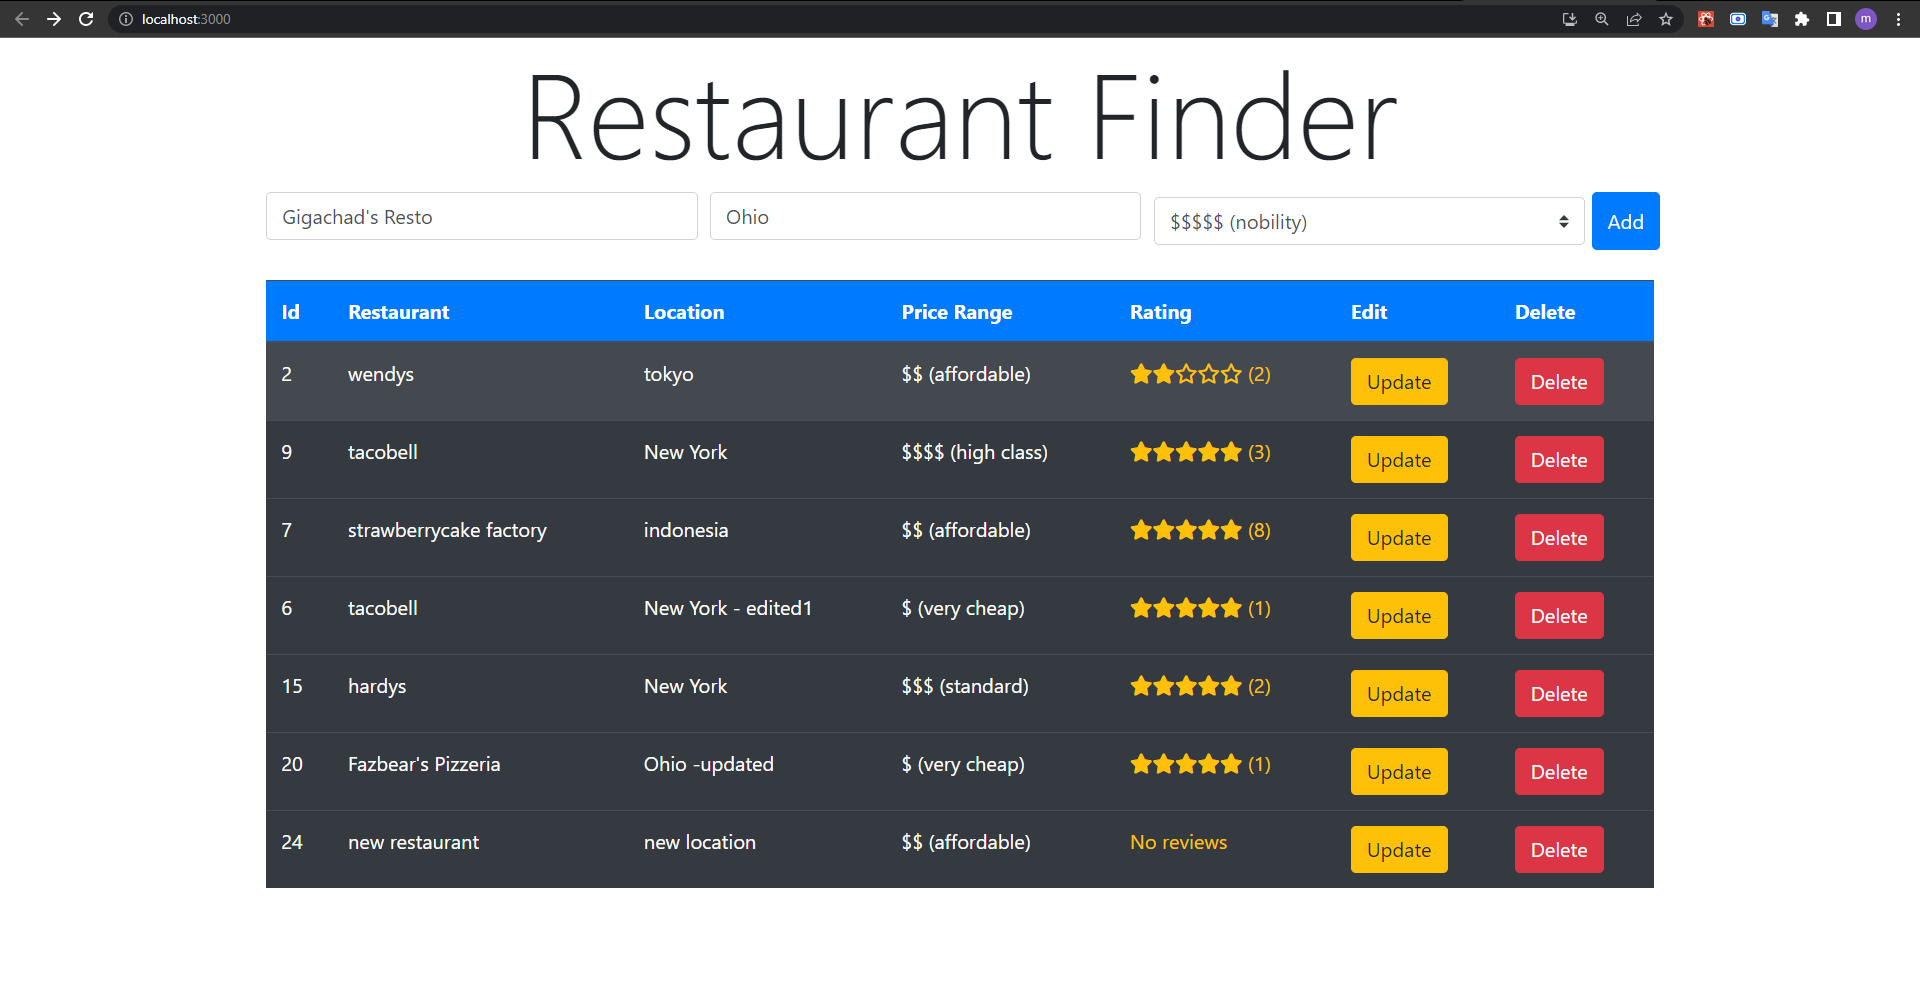 localhost:3000
m
Restaurant Finder
Gigachad's Resto Ohio $$$$$ (nobility) Add
Id Restaurant Location Price Range Rating Edit Delete
2 wendys tokyo $$ (affordable) (2) Update Delete
9 tacobell New York $$$$ (high class) (3) Update Delete
7 strawberrycake factory indonesia $$ (affordable) (8) Update Delete
6 tacobell New York - edited1 $ (very cheap) (1) Update Delete
15 hardys New York $$$ (standard) (2) Update Delete
20 Fazbear's Pizzeria Ohio -updated $ (very cheap) (1) Update Delete
24 new restaurant new location $$ (affordable) No reviews Update Delete